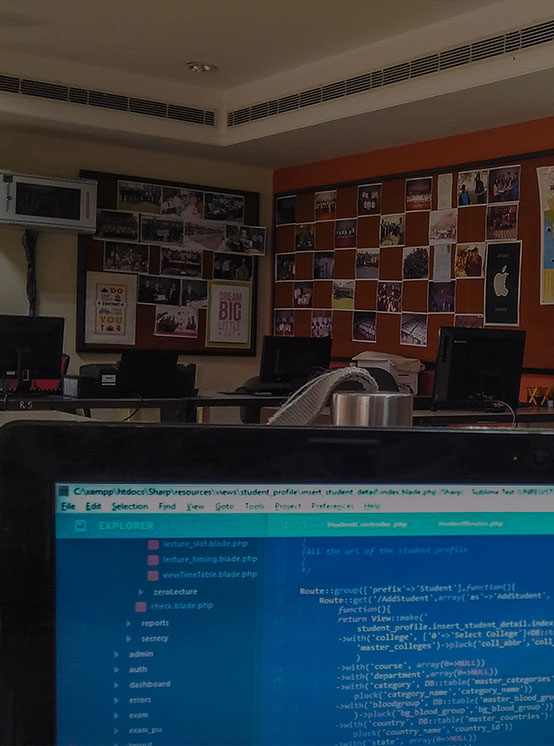 A DO
YOU
DREAM
BIG
LITTLE
C:\xampp\htdocs\Sharp\resources\views\student_profile\insert_student_detail\index.blade.php (Sharp) - Sublime Text (UNREGIST
File Edit Selection Find View Goto Tools Project Preferences Help
EXPLORER
lecture_slot.blade.php
lecture_timing.blade.php
viewTimeTable.blade.php
zeroLecture
check.blade.php
reports
secrecy
admin
auth
dashboard
errors
exam
exam_pu
layout
StudentController.php studentRoutes.php
|ALL the url of the student profile
Route::group(['prefix'=>'Student'],function(){
Route::get('/AddStudent',array('as'=>'AddStudent',
function(){
return View::make(
student_profile.insert_student_detail.index
->with('college', ['0'=>'Select College']+DB::t
'master_colleges')->pluck('coll_abbr','coll
)
->with('course', array(0=>NULL))
->with('department',array(0=>NULL))
->with('category', DB::table('master_categories'
pluck('category_name','category_name'))
->with('bloodgroup', DB::table('master_blood_g
)->pluck('bg_blood_group','bg_blood_group'))
->with('country', DB::table('master_countries')
pluck('country_name','country_id'))
->with('state', array(0=>NULL))